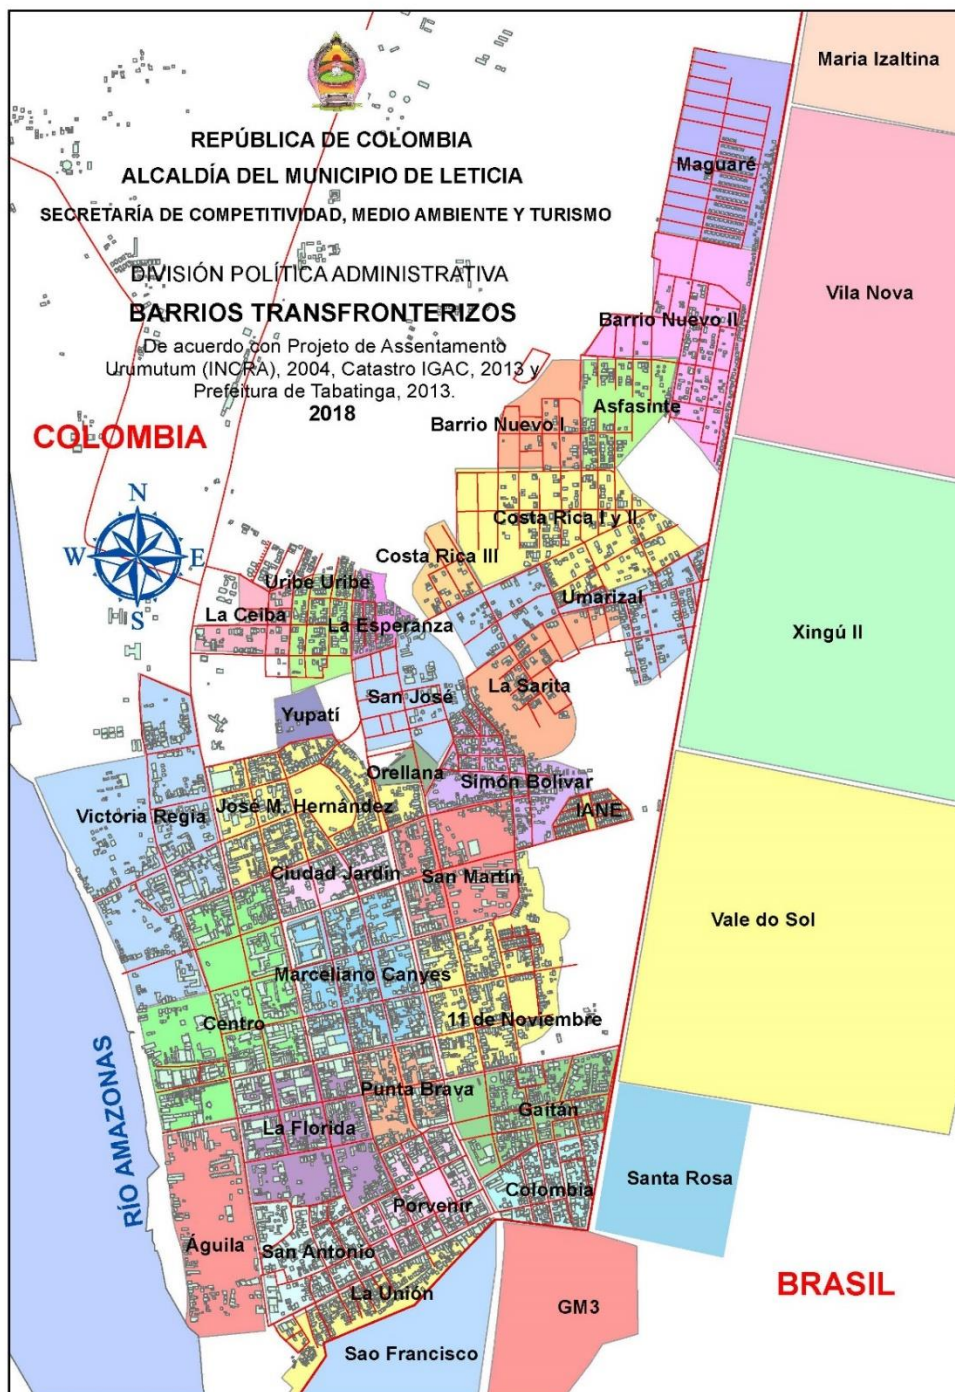 REPÚBLICA DE COLOMBIA
ALCALDÍA DEL MUNICIPIO DE LETICIA
SECRETARÍA DE COMPETITIVIDAD, MEDIO AMBIENTE Y TURISMO
DIVISIÓN POLÍTICA ADMINISTRATIVA
BARRIOS TRANSFRONTERIZOS
De acuerdo con Projeto de Assentamento
Urumutum (INCRA), 2004, Catastro IGAC, 2013 y
Prefeitura de Tabatinga, 2013.
2018
COLOMBIA
N
W
E
S
Maria Izaltina
Maguaré
Vila Nova
Barrio Nuevo II
Asfasinte
Barrio Nuevo I
Costa Rica I y II
Costa Rica III
Uribe Uribe
Umarizal
La Ceiba
La Esperanza
Xingú II
La Sarita
San José
Yupatí
Orellana
Simón Bolívar
José M. Hernández
IANE
Victoria Regia
Ciudad Jardín
San Martín
Vale do Sol
Marceliano Canyes
Centro
11 de Noviembre
Punta Brava
Gaitán
La Florida
RÍO AMAZONAS
Santa Rosa
Colombia
Porvenir
Águila
San Antonio
BRASIL
La Unión
GM3
Sao Francisco